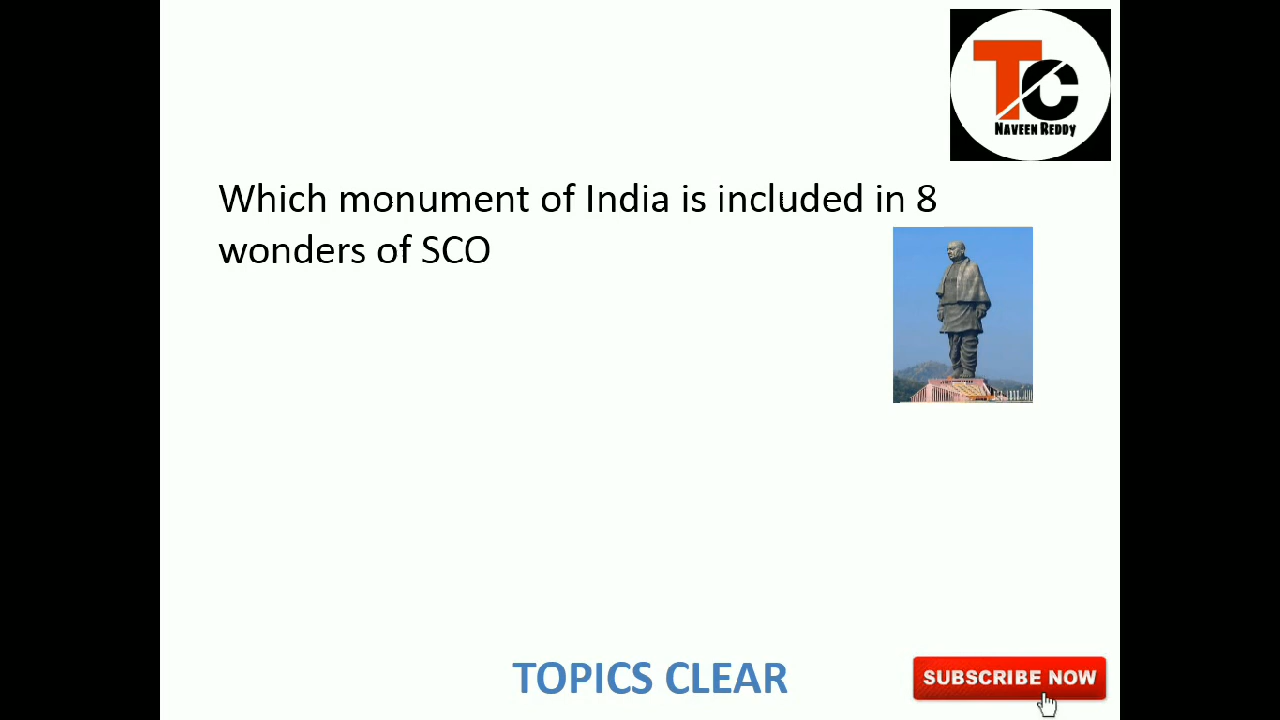 TC
NAVEEN REDDY
Which monument of India is included in 8
wonders of SCO
TOPICS CLEAR
SUBSCRIBE NOW